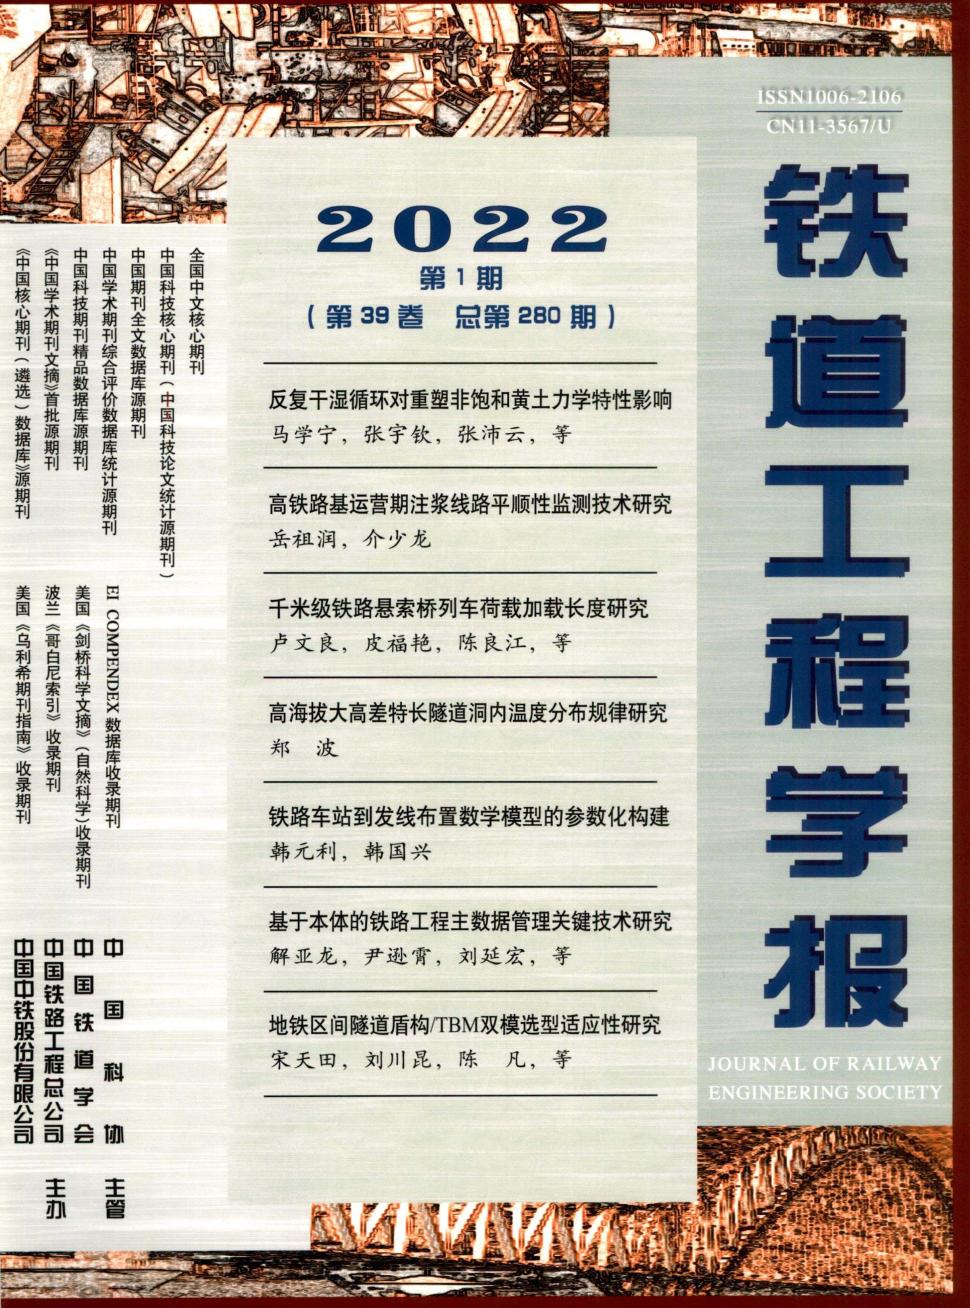 ISSN1006-2106
CN11-3567/U
铁道工程学报
JOURNAL OF RAILWAY
ENGINEERING SOCIETY
2022
第1期
(第39卷 总第280期)
反复干湿循环对重塑非饱和黄土力学特性影响
马学宁，张宇钦，张沛云，等
高铁路基运营期注浆线路平顺性监测技术研究
岳祖润，介少龙
千米级铁路悬索桥列车荷载加载长度研究
卢文良，皮福艳，陈良江，等
高海拔大高差特长隧道洞内温度分布规律研究
郑 波
铁路车站到发线布置数学模型的参数化构建
韩元利，韩国兴
基于本体的铁路工程主数据管理关键技术研究
解亚龙，尹逊霄，刘延宏，等
地铁区间隧道盾构/TBM双模选型适应性研究
宋天田，刘川昆，陈 凡，等
全国中文核心期刊
中国科技核心期刊(中国科技论文统计源期刊)
中国期刊全文数据库源期刊
中国学术期刊综合评价数据库统计源期刊
中国科技期刊精品数据库源期刊
《中国学术期刊文摘》首批源期刊
《中国核心期刊(遴选)数据库》源期刊
EI COMPENDEX 数据库收录期刊
美国《剑桥科学文摘》(自然科学)收录期刊
波兰《哥白尼索引》收录期刊
美国《乌利希期刊指南》收录期刊
中国科协 主管
中国铁道学会
中国铁路工程总公司 主办
中国中铁股份有限公司